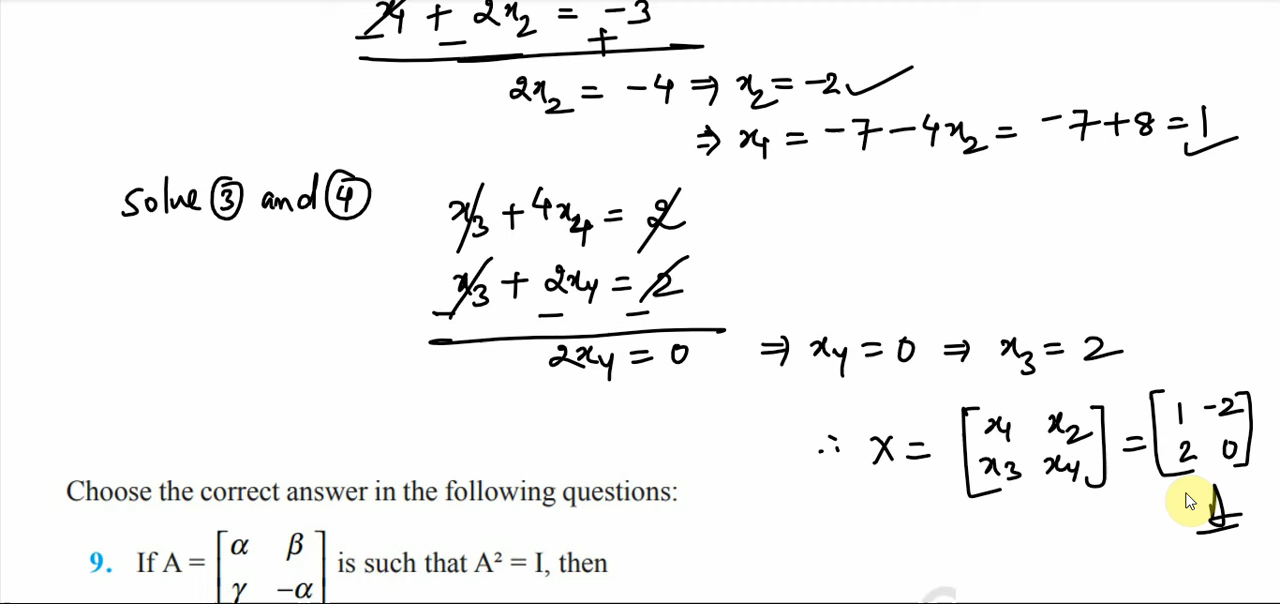 x₁ + 2x₂ = -3
− +
2x₂ = -4 ⇒ x₂ = -2 ✓
⇒ x₁ = -7 - 4x₂ = -7 + 8 = 1
Solve ③ and ④
x₃ + 4x₄ = 2
x₃ + 2x₄ = 2
− − −
2x₄ = 0 ⇒ x₄ = 0 ⇒ x₃ = 2
∴ X = [x₁ x₂; x₃ x₄] = [1 -2; 2 0]
A
Choose the correct answer in the following questions:
9. If A = [α β; γ -α] is such that A² = I, then